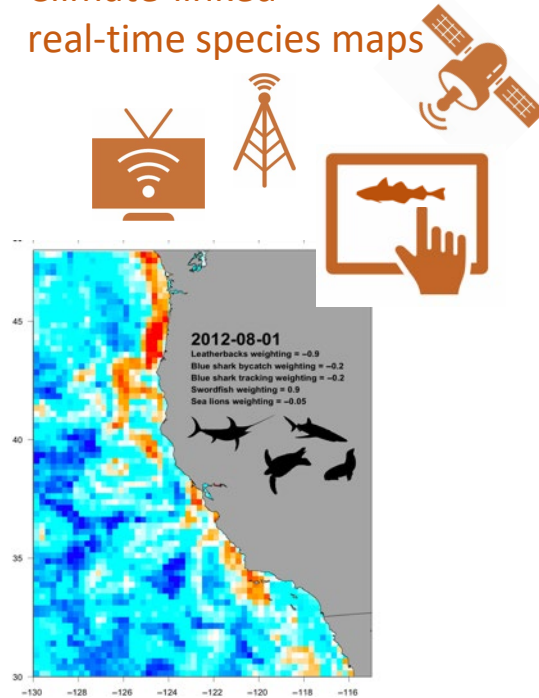 real-time species maps
45
40
35
30
2012-08-01
Leatherbacks weighting = –0.9
Blue shark bycatch weighting = –0.2
Blue shark tracking weighting = –0.2
Swordfish weighting = 0.9
Sea lions weighting = –0.05
−130 −128 −126 −124 −122 −120 −118 −116